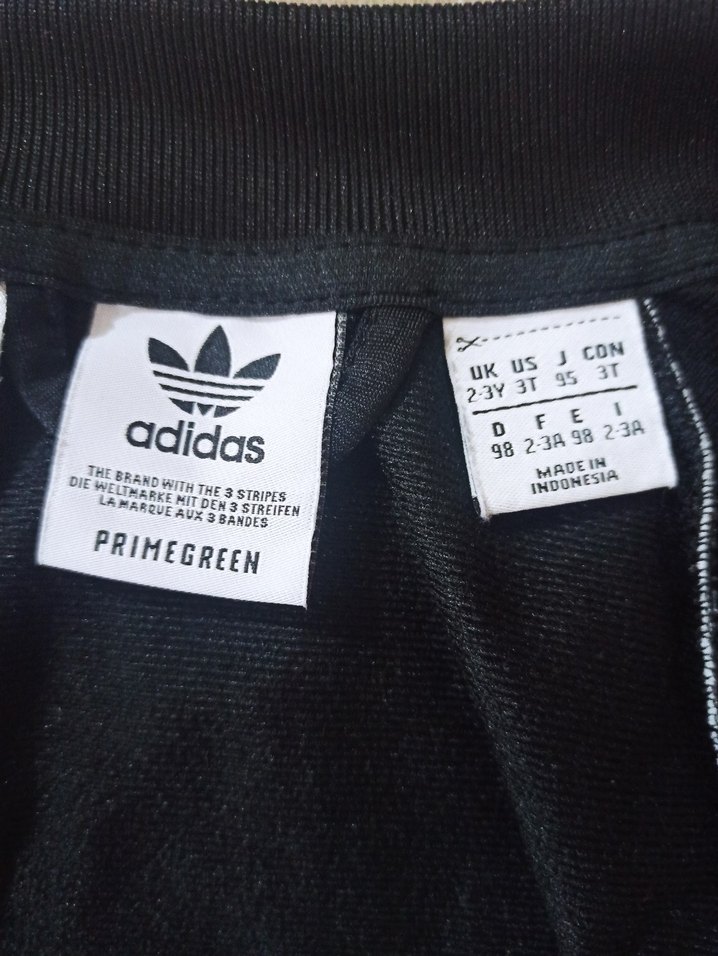 adidas
THE BRAND WITH THE 3 STRIPES
DIE WELTMARKE MIT DEN 3 STREIFEN
LA MARQUE AUX 3 BANDES
PRIMEGREEN
UK US J CON
2-3Y 3T 95 3T
D F E I
98 2-3A 98 2-3A
MADE IN
INDONESIA